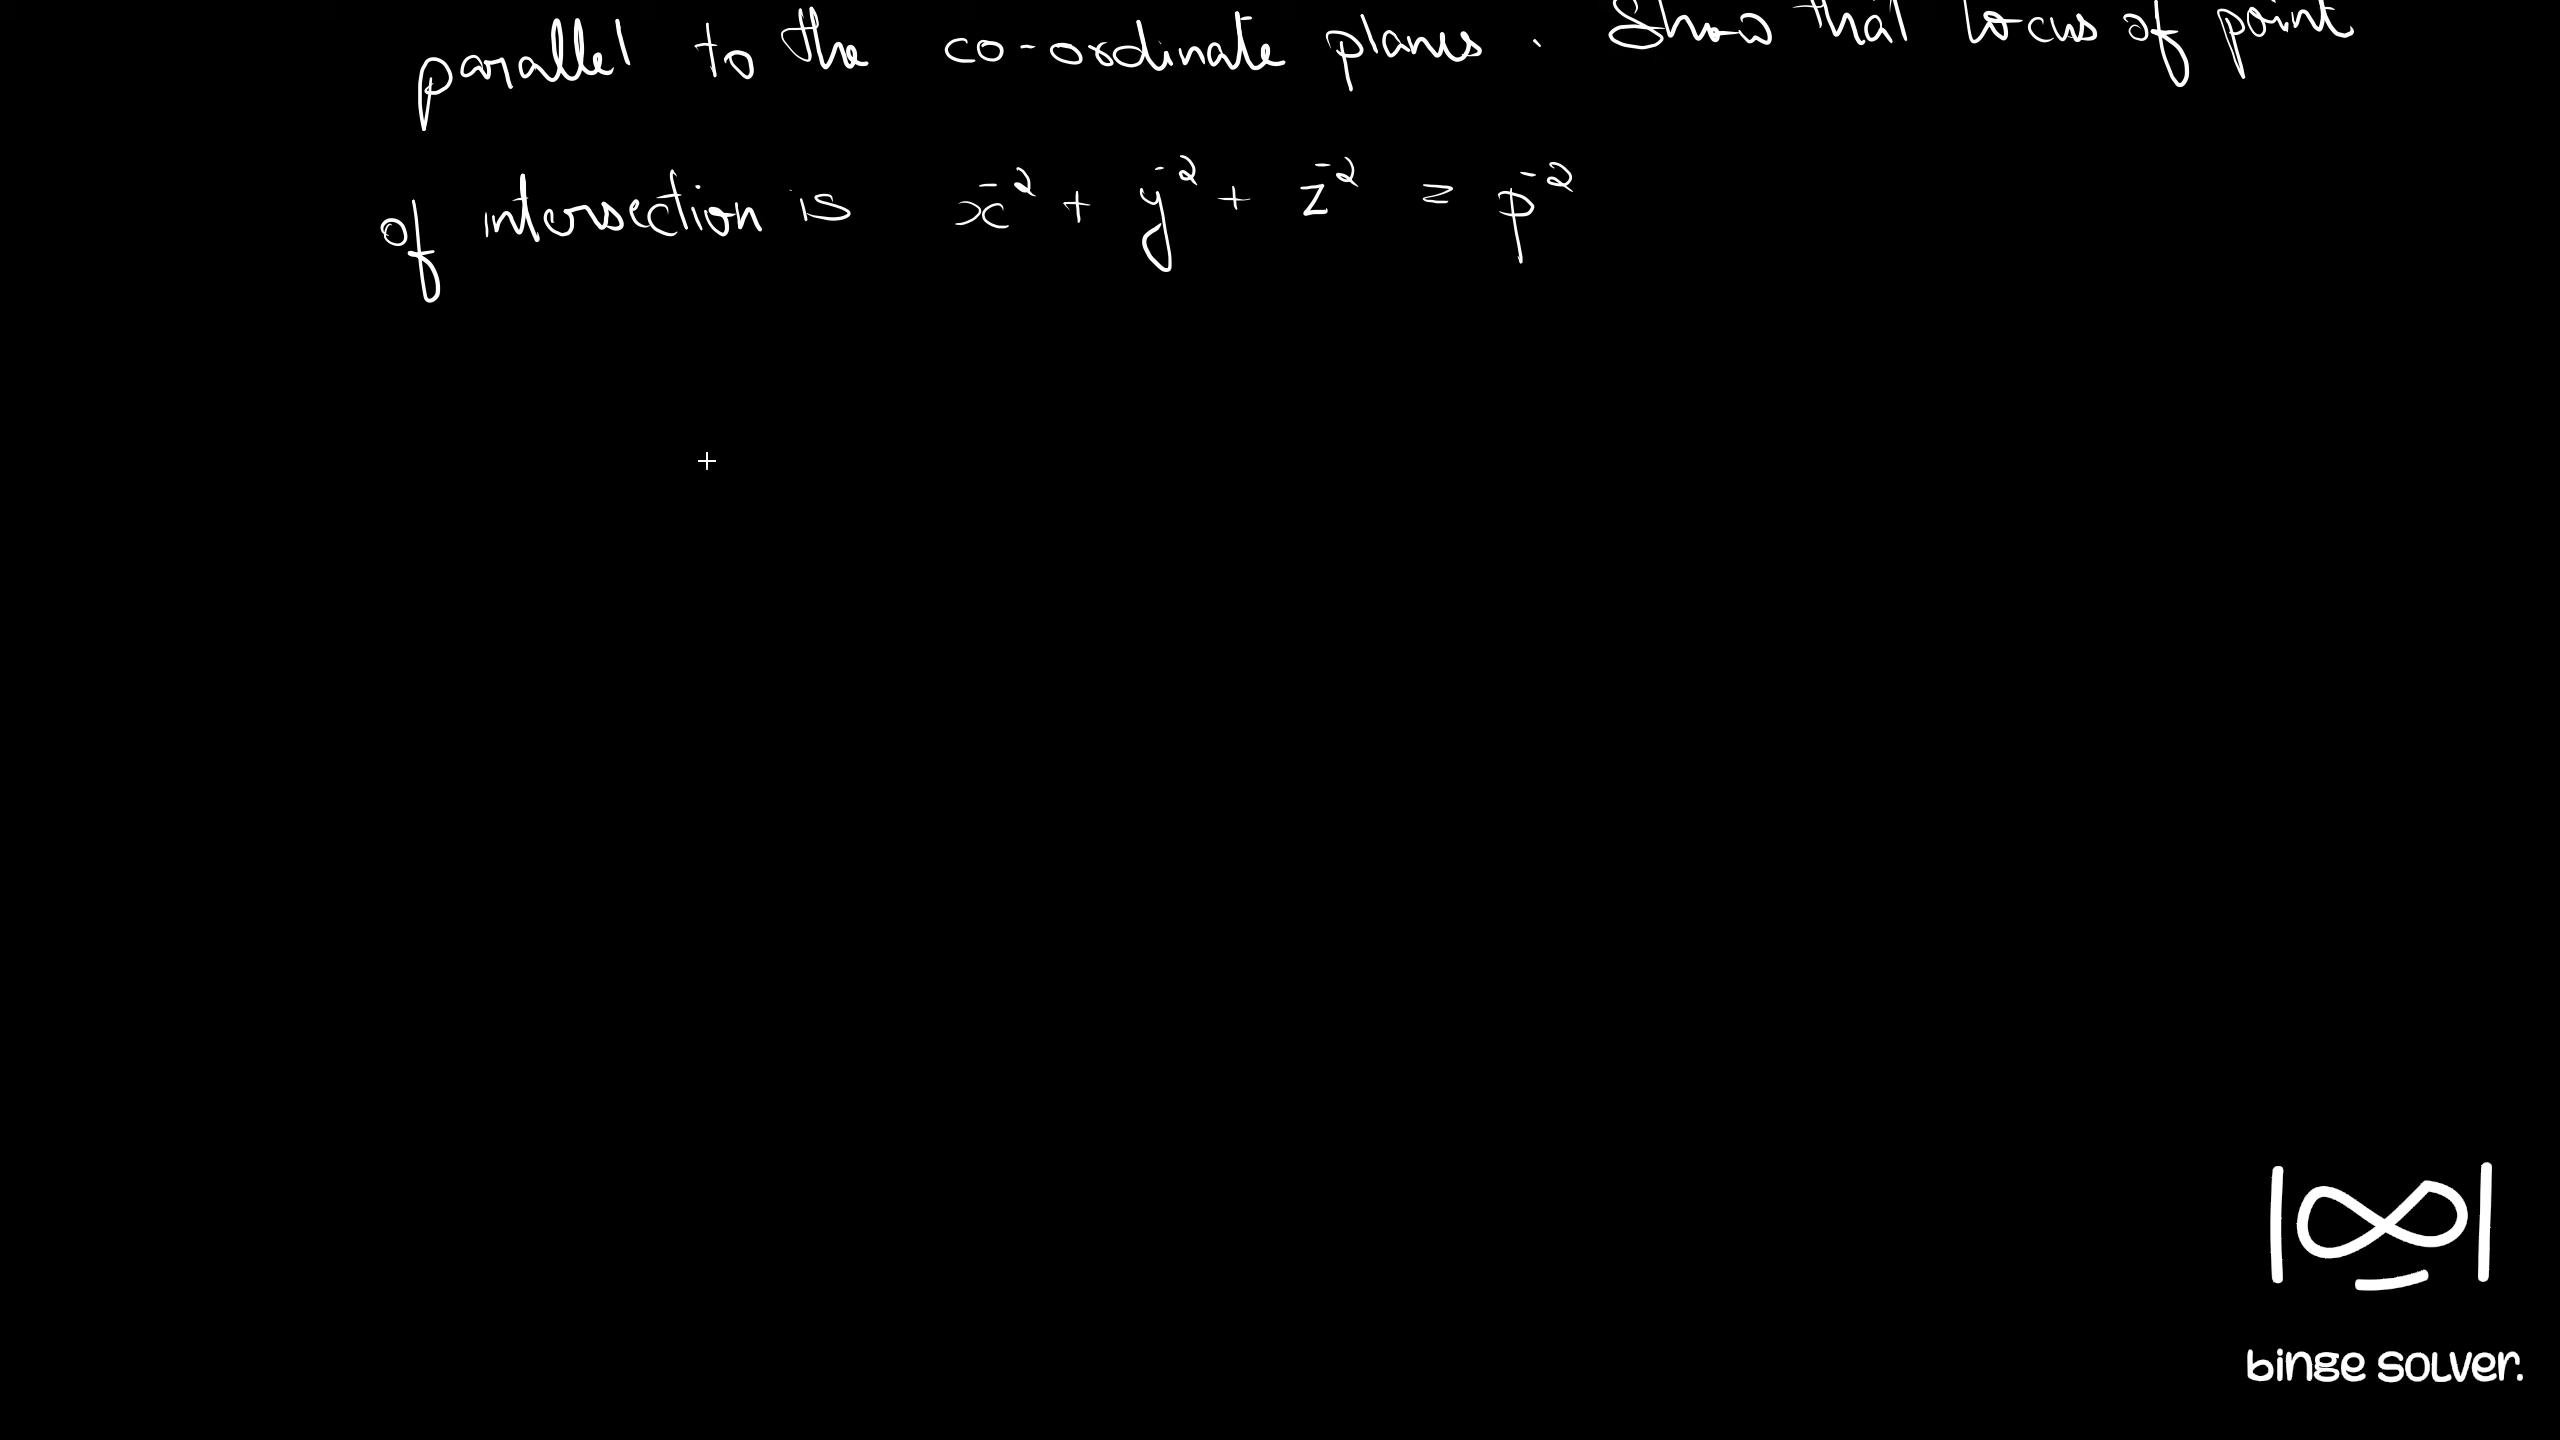 parallel to the co-ordinate planes. Show that locus of point
of intersection is x⁻² + y⁻² + z⁻² = p⁻²
binge solver.